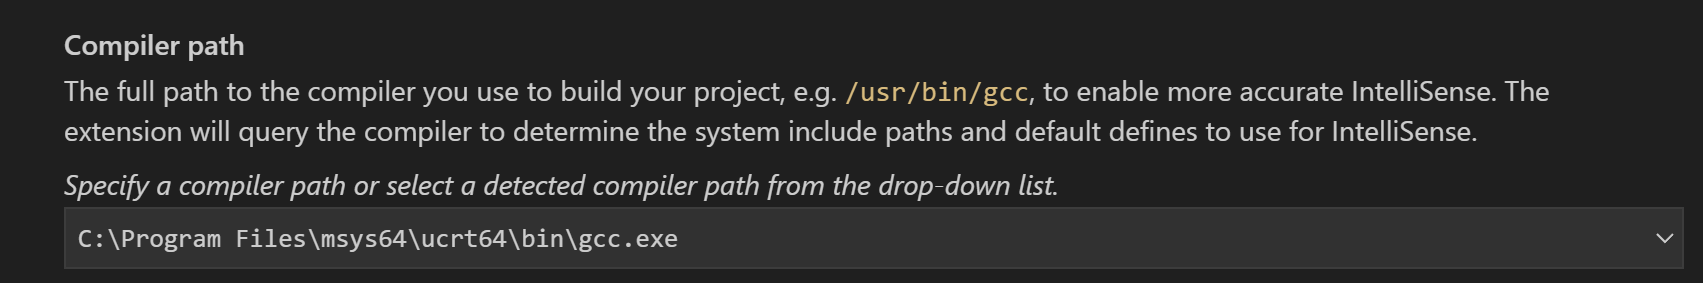 Compiler path
The full path to the compiler you use to build your project, e.g. /usr/bin/gcc, to enable more accurate IntelliSense. The
extension will query the compiler to determine the system include paths and default defines to use for IntelliSense.
Specify a compiler path or select a detected compiler path from the drop-down list.
C:\Program Files\msys64\ucrt64\bin\gcc.exe